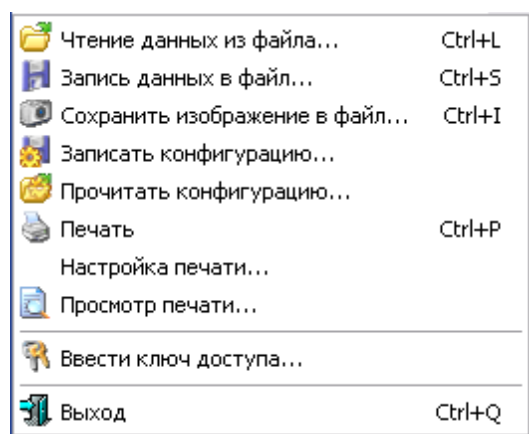 Чтение данных из файла... Ctrl+L
Запись данных в файл... Ctrl+S
Сохранить изображение в файл... Ctrl+I
Записать конфигурацию...
Прочитать конфигурацию...
Печать Ctrl+P
Настройка печати...
Просмотр печати...
Ввести ключ доступа...
Выход Ctrl+Q